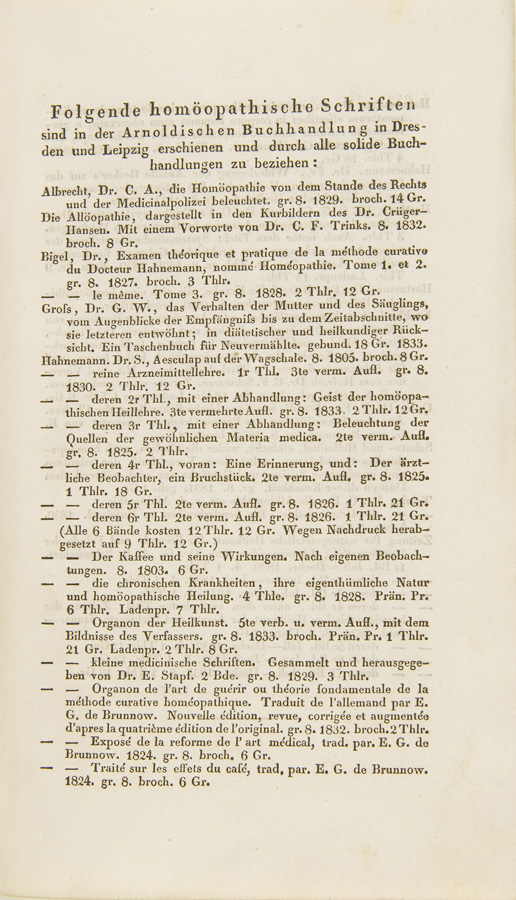 Folgende homöopathische Schriften
sind in der Arnoldischen Buchhandlung in Dres-
den und Leipzig erschienen und durch alle solide Buch-
handlungen zu beziehen:
Albrecht, Dr. C. A., die Homöopathie von dem Stande des Rechts
und der Medicinalpolizei beleuchtet. gr. 8. 1829. broch. 14 Gr.
Die Allöopathie, dargestellt in den Kurbildern des Dr. Crüger-
Hansen. Mit einem Vorworte von Dr. C. F. Trinks. 8. 1832.
broch. 8 Gr.
Bigel, Dr., Examen théorique et pratique de la méthode curative
du Docteur Hahnemann, nommé Homéopathie. Tome 1. et 2.
gr. 8. 1827. broch. 3 Thlr.
— — le même. Tome 3. gr. 8. 1828. 2 Thlr. 12 Gr.
Grofs, Dr. G. W., das Verhalten der Mutter und des Säuglings,
vom Augenblicke der Empfängnifs bis zu dem Zeitabschnitte, wo
sie letzteren entwöhnt; in diätetischer und heilkundiger Rück-
sicht. Ein Taschenbuch für Neuvermählte. gebund. 18 Gr. 1833.
Hahnemann. Dr. S., Aesculap auf der Wagschale. 8. 1805. broch. 8 Gr.
— — reine Arzneimittellehre. 1r Thl. 3te verm. Aufl. gr. 8.
1830. 2 Thlr. 12 Gr.
— — deren 2r Thl., mit einer Abhandlung: Geist der homöopa-
thischen Heillehre. 3te vermehrte Aufl. gr. 8. 1833. 2 Thlr. 12 Gr.
— — deren 3r Thl., mit einer Abhandlung: Beleuchtung der
Quellen der gewöhnlichen Materia medica. 2te verm. Aufl.
gr. 8. 1825. 2 Thlr.
— — deren 4r Thl., voran: Eine Erinnerung, und: Der ärzt-
liche Beobachter, ein Bruchstück. 2te verm. Aufl. gr. 8. 1825.
1 Thlr. 18 Gr.
— — deren 5r Thl. 2te verm. Aufl. gr. 8. 1826. 1 Thlr. 21 Gr.
— — deren 6r Thl. 2te verm. Aufl. gr. 8. 1826. 1 Thlr. 21 Gr.
(Alle 6 Bände kosten 12 Thlr. 12 Gr. Wegen Nachdruck herab-
gesetzt auf 9 Thlr. 12 Gr.)
— — Der Kaffee und seine Wirkungen. Nach eigenen Beobach-
tungen. 8. 1803. 6 Gr.
— — die chronischen Krankheiten, ihre eigenthümliche Natur
und homöopathische Heilung. 4 Thle. gr. 8. 1828. Prän. Pr.
6 Thlr. Ladenpr. 7 Thlr.
— — Organon der Heilkunst. 5te verb. u. verm. Aufl., mit dem
Bildnisse des Verfassers. gr. 8. 1833. broch. Prän. Pr. 1 Thlr.
21 Gr. Ladenpr. 2 Thlr. 8 Gr.
— — kleine medicinische Schriften. Gesammelt und herausgege-
ben von Dr. E. Stapf. 2 Bde. gr. 8. 1829. 3 Thlr.
— — Organon de l'art de guérir ou théorie fondamentale de la
méthode curative homéopathique. Traduit de l'allemand par E.
G. de Brunnow. Nouvelle édition, revue, corrigée et augmentée
d'apres la quatrième édition de l'original. gr. 8. 1832. broch. 2 Thlr.
— — Exposé de la reforme de l'art médical, trad. par. E. G. de
Brunnow. 1824. gr. 8. broch. 6 Gr.
— — Traité sur les effets du café, trad. par. E. G. de Brunnow.
1824. gr. 8. broch. 6 Gr.